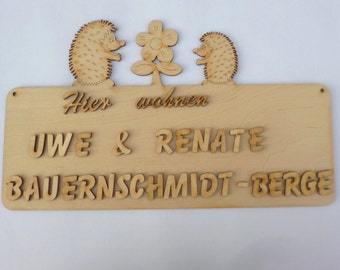 Hier wohnen
UWE & RENATE
BAUERNSCHMIDT-BERGE